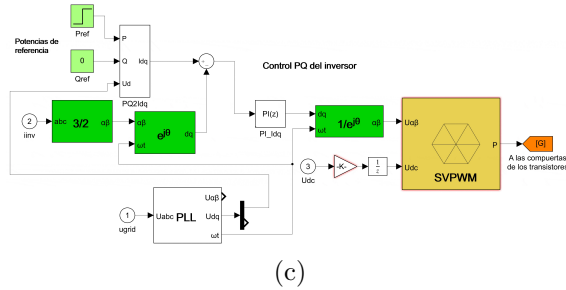 Potencias de
referencia
Pref
0
Qref
P
Q
Ud
Idq
PQ2Idq
Control PQ del inversor
2
iinv
abc 3/2 αβ
αβ
ωt
e^jθ
dq
PI(z)
PI_Idq
dq
ωt
1/e^jθ
αβ
3
Udc
-K-
1
2
Uαβ
Udc
P
SVPWM
[G]
A las compuertas
de los transistores
1
ugrid
Uabc PLL
Uαβ
Udq
ωt
(c)